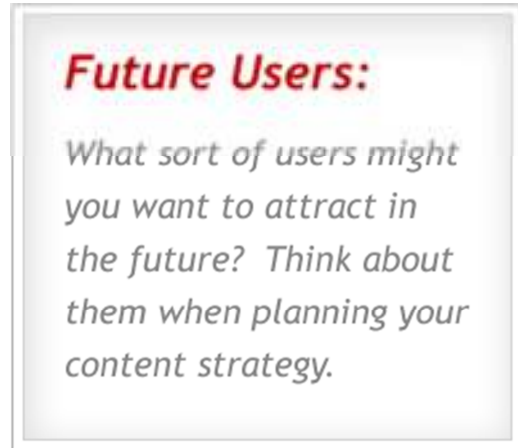 Future Users:
What sort of users might
you want to attract in
the future?  Think about
them when planning your
content strategy.